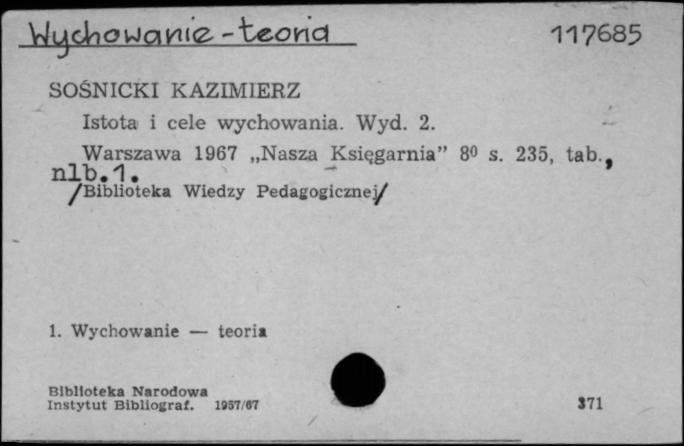 Wychowanie - teoria
117685
SOŚNICKI KAZIMIERZ
Istota i cele wychowania. Wyd. 2.
Warszawa 1967 „Nasza Księgarnia” 8⁰ s. 235, tab.,
nlb.1.
/Biblioteka Wiedzy Pedagogicznej/
1. Wychowanie — teoria
Biblioteka Narodowa
Instytut Bibliograf. 1957/67
371